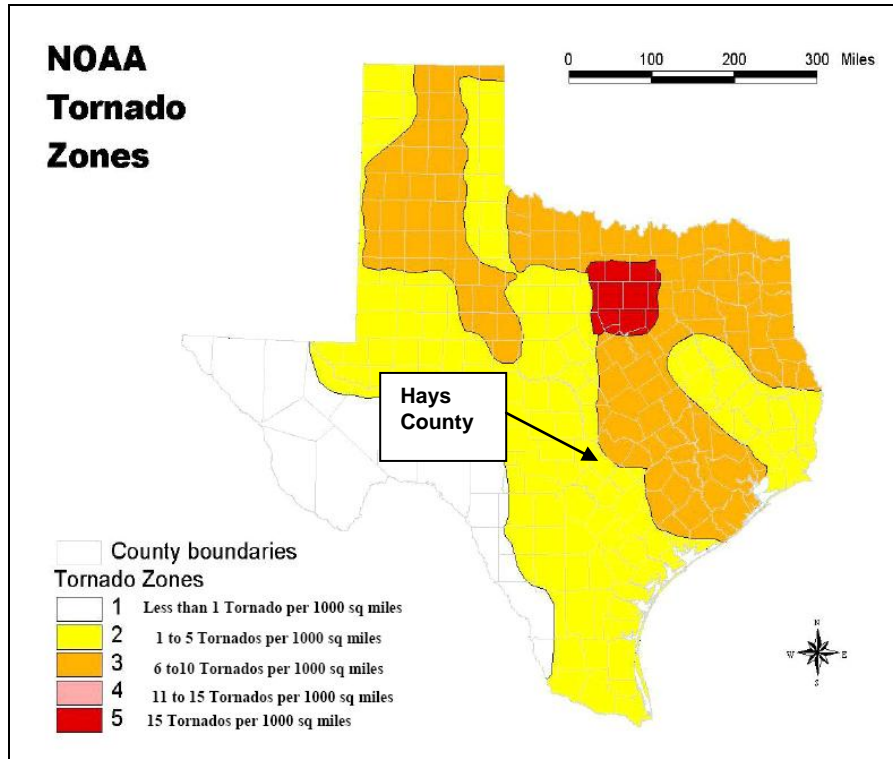 NOAA
Tornado
Zones
0 100 200 300 Miles
Hays
County
County boundaries
Tornado Zones
1 Less than 1 Tornado per 1000 sq miles
2 1 to 5 Tornados per 1000 sq miles
3 6 to10 Tornados per 1000 sq miles
4 11 to 15 Tornados per 1000 sq miles
5 15 Tornados per 1000 sq miles
N
W E
S